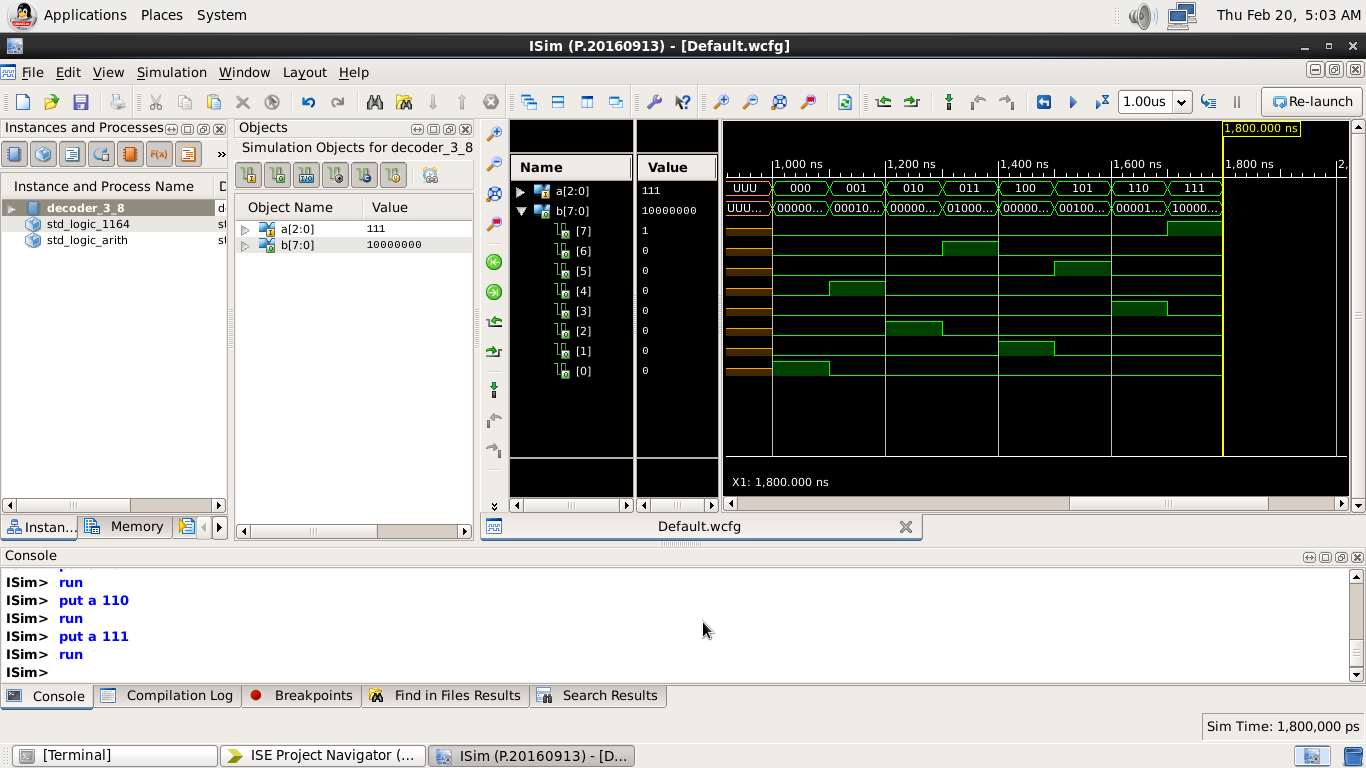 Applications Places System Thu Feb 20, 5:03 AM
ISim (P.20160913) - [Default.wcfg]
File Edit View Simulation Window Layout Help
1.00us Re-launch
Instances and Processes
Instance and Process Name D
decoder_3_8 de
std_logic_1164 st
std_logic_arith st
Instan... Memory
Objects
Simulation Objects for decoder_3_8
Object Name Value
a[2:0] 111
b[7:0] 10000000
Name Value
a[2:0] 111
b[7:0] 10000000
[7] 1
[6] 0
[5] 0
[4] 0
[3] 0
[2] 0
[1] 0
[0] 0
1,800.000 ns
1,000 ns 1,200 ns 1,400 ns 1,600 ns 1,800 ns 2,
UUU 000 001 010 011 100 101 110 111
UUU... 00000... 00010... 00000... 01000... 00000... 00100... 00001... 10000...
X1: 1,800.000 ns
Default.wcfg
Console
ISim> run
ISim> put a 110
ISim> run
ISim> put a 111
ISim> run
ISim>
Console Compilation Log Breakpoints Find in Files Results Search Results
Sim Time: 1,800,000 ps
[Terminal] ISE Project Navigator (... ISim (P.20160913) - [D...